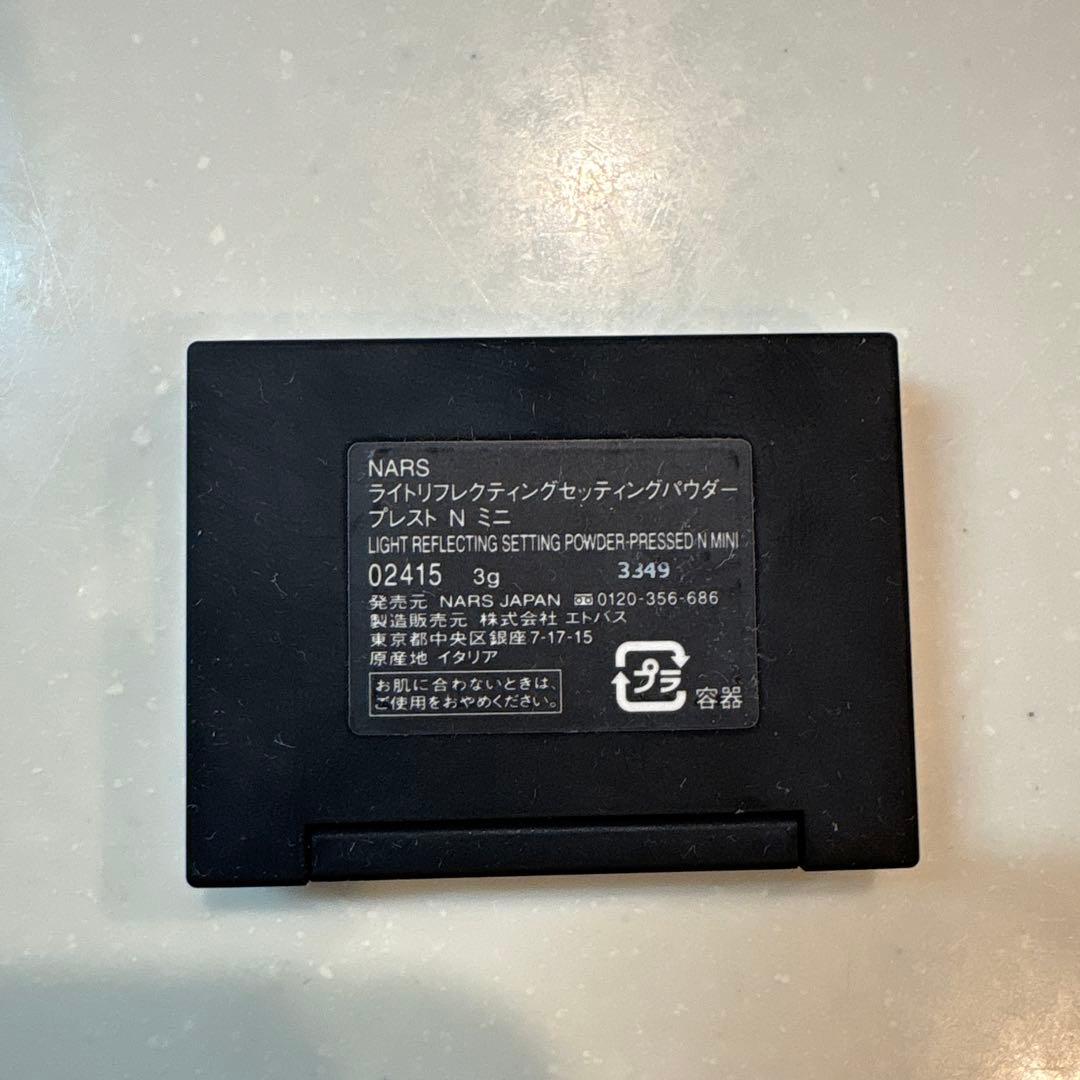 NARS
ライトリフレクティングセッティングパウダー
プレスト N ミニ
LIGHT REFLECTING SETTING POWDER-PRESSED N MINI
02415 3g 3349
発売元 NARS JAPAN 0120-356-686
製造販売元 株式会社 エトバス
東京都中央区銀座7-17-15
原産地 イタリア
お肌に合わないときは、
ご使用をおやめください。
プラ
容器